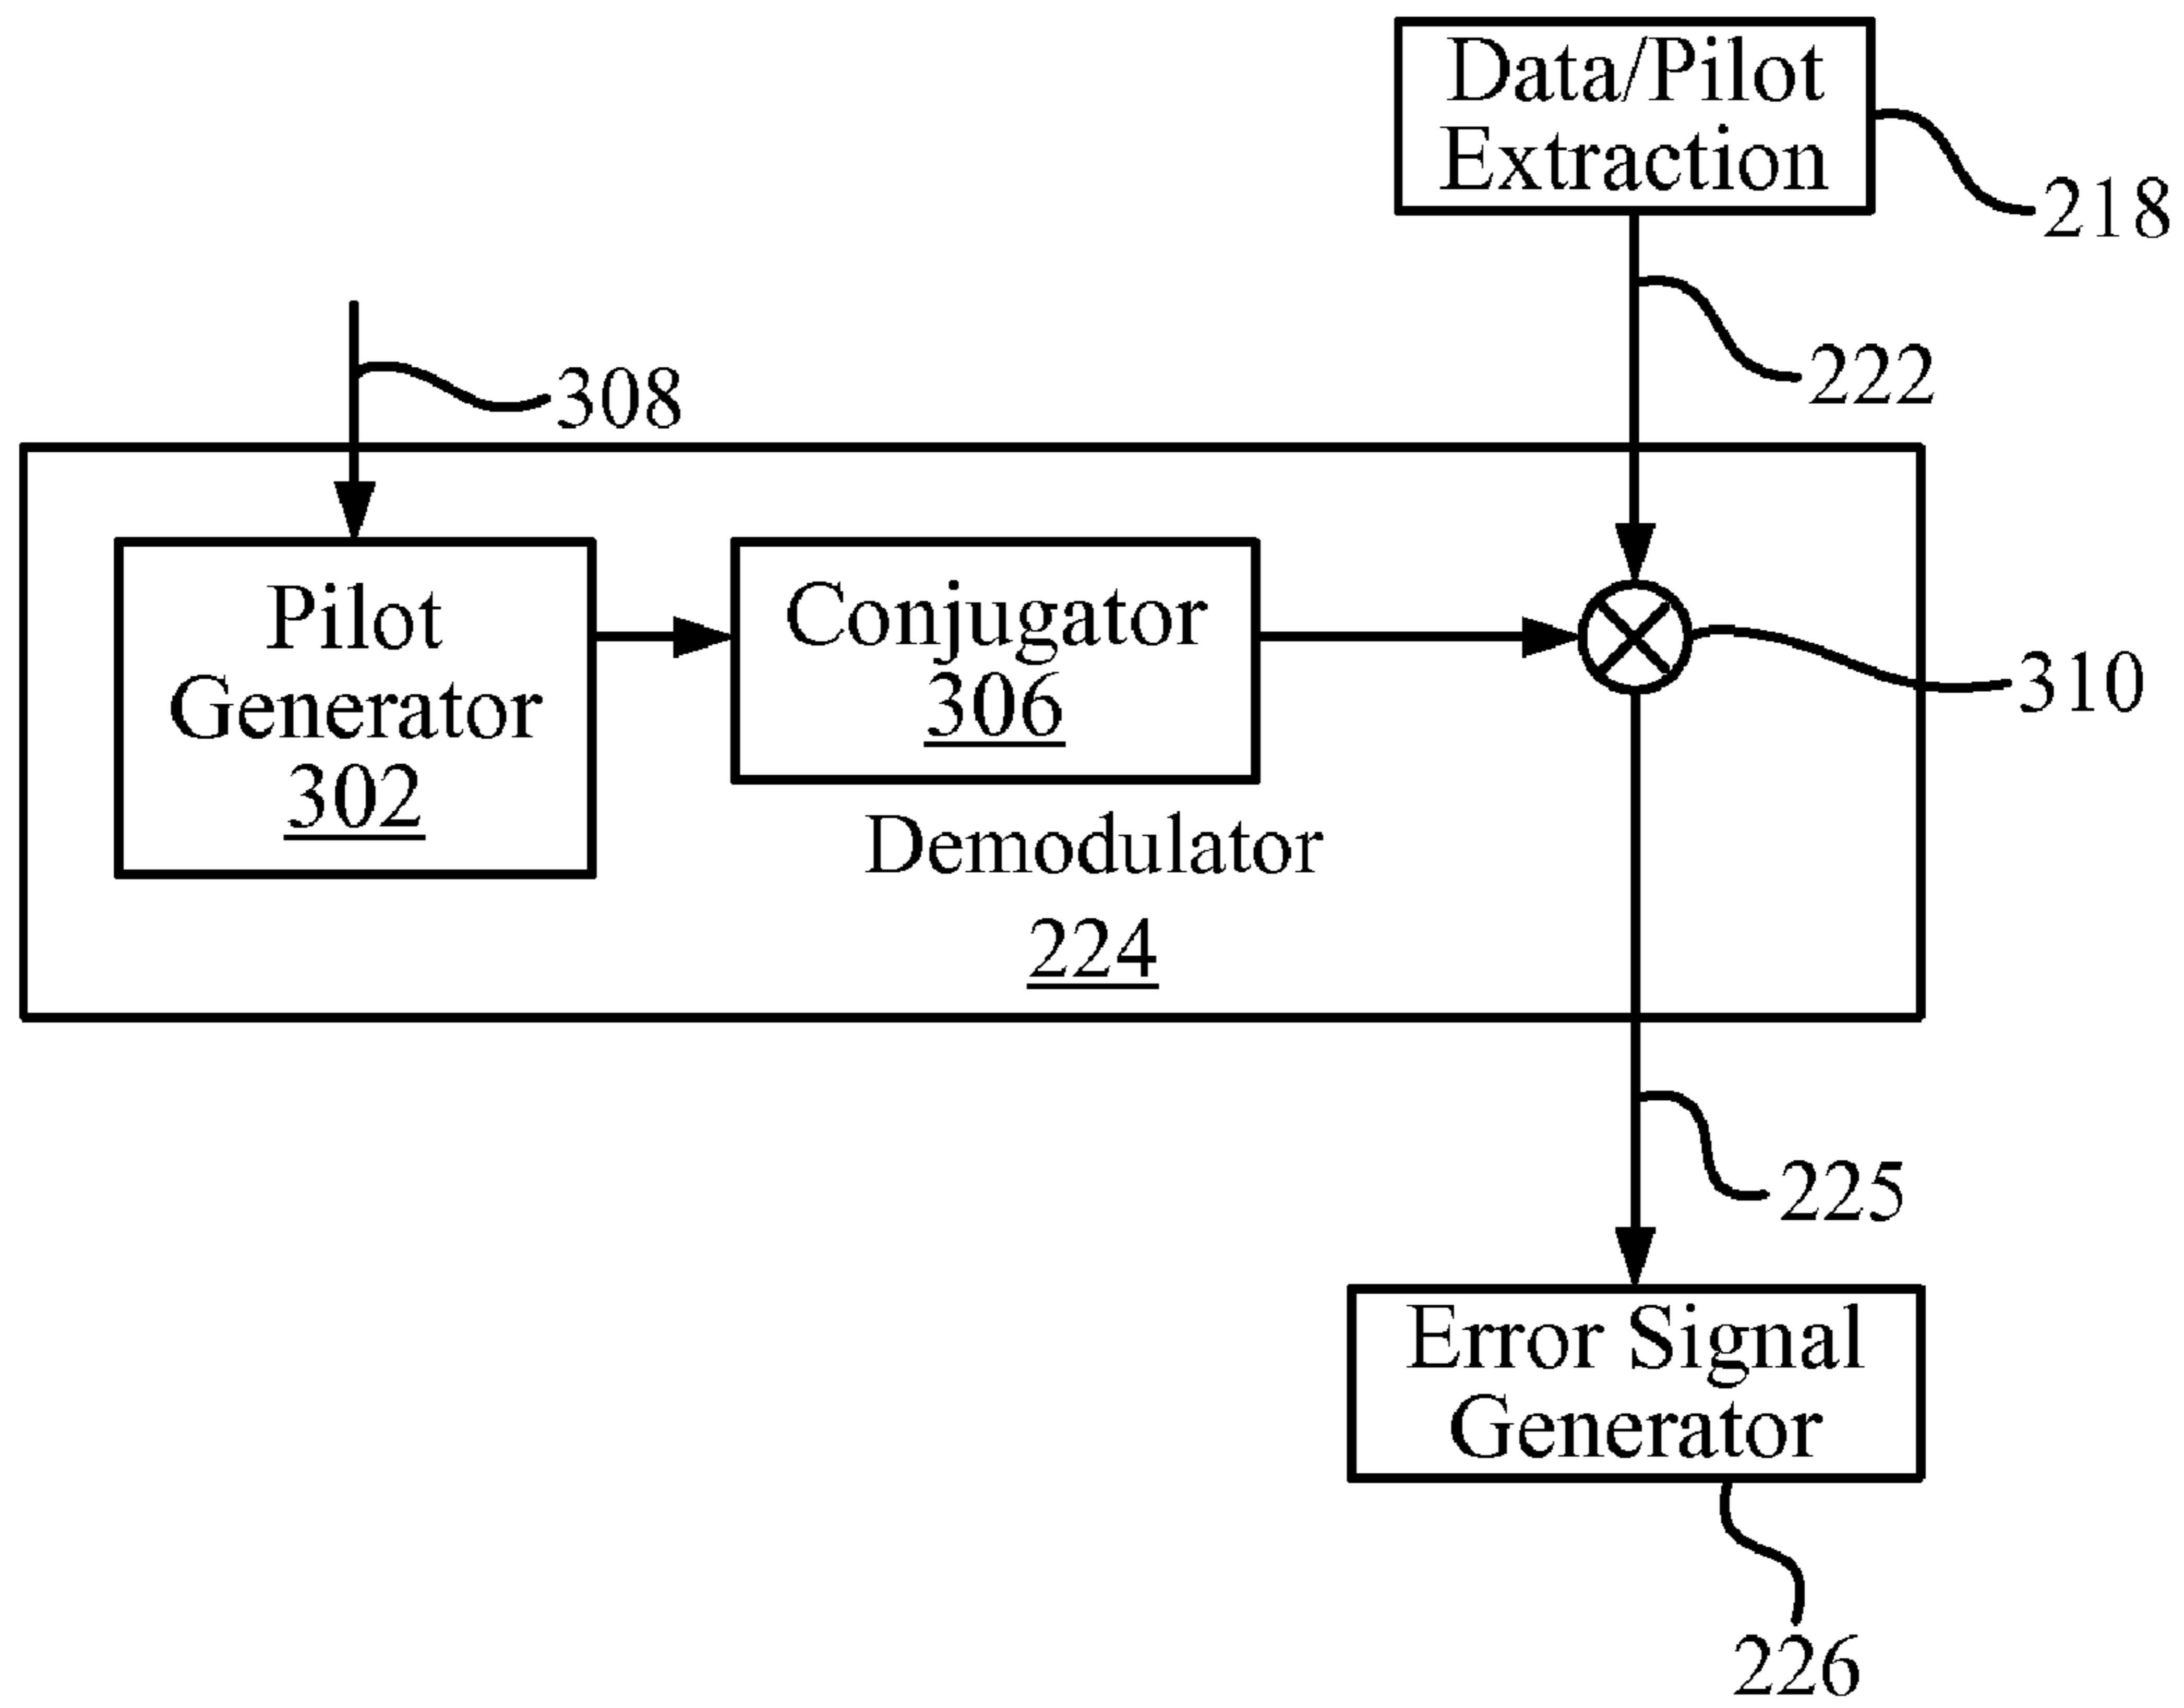 Data/Pilot
Extraction
218
222
308
Pilot
Generator
302
Conjugator
306
310
Demodulator
224
225
Error Signal
Generator
226